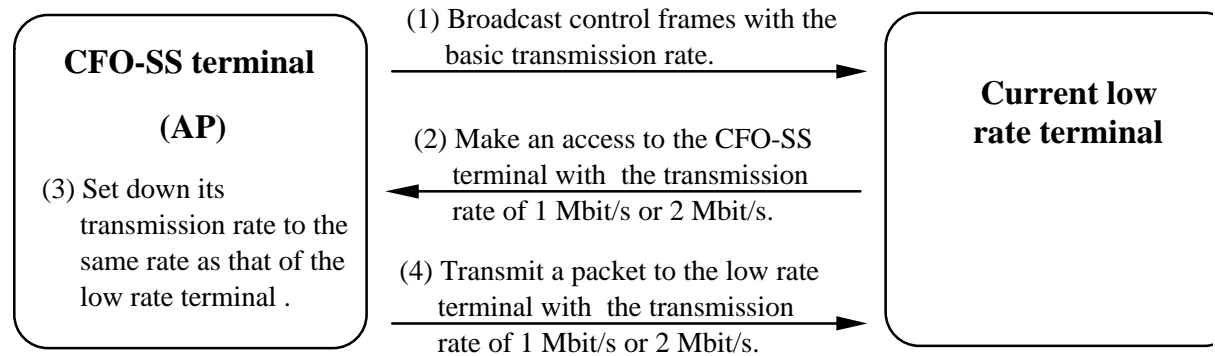 CFO-SS terminal
(AP)
(3) Set down its
transmission rate to the
same rate as that of the
low rate terminal .
(1) Broadcast control frames with the
basic transmission rate.
(2) Make an access to the CFO-SS
terminal with the transmission
rate of 1 Mbit/s or 2 Mbit/s.
(4) Transmit a packet to the low rate
terminal with the transmission
rate of 1 Mbit/s or 2 Mbit/s.
Current low
rate terminal